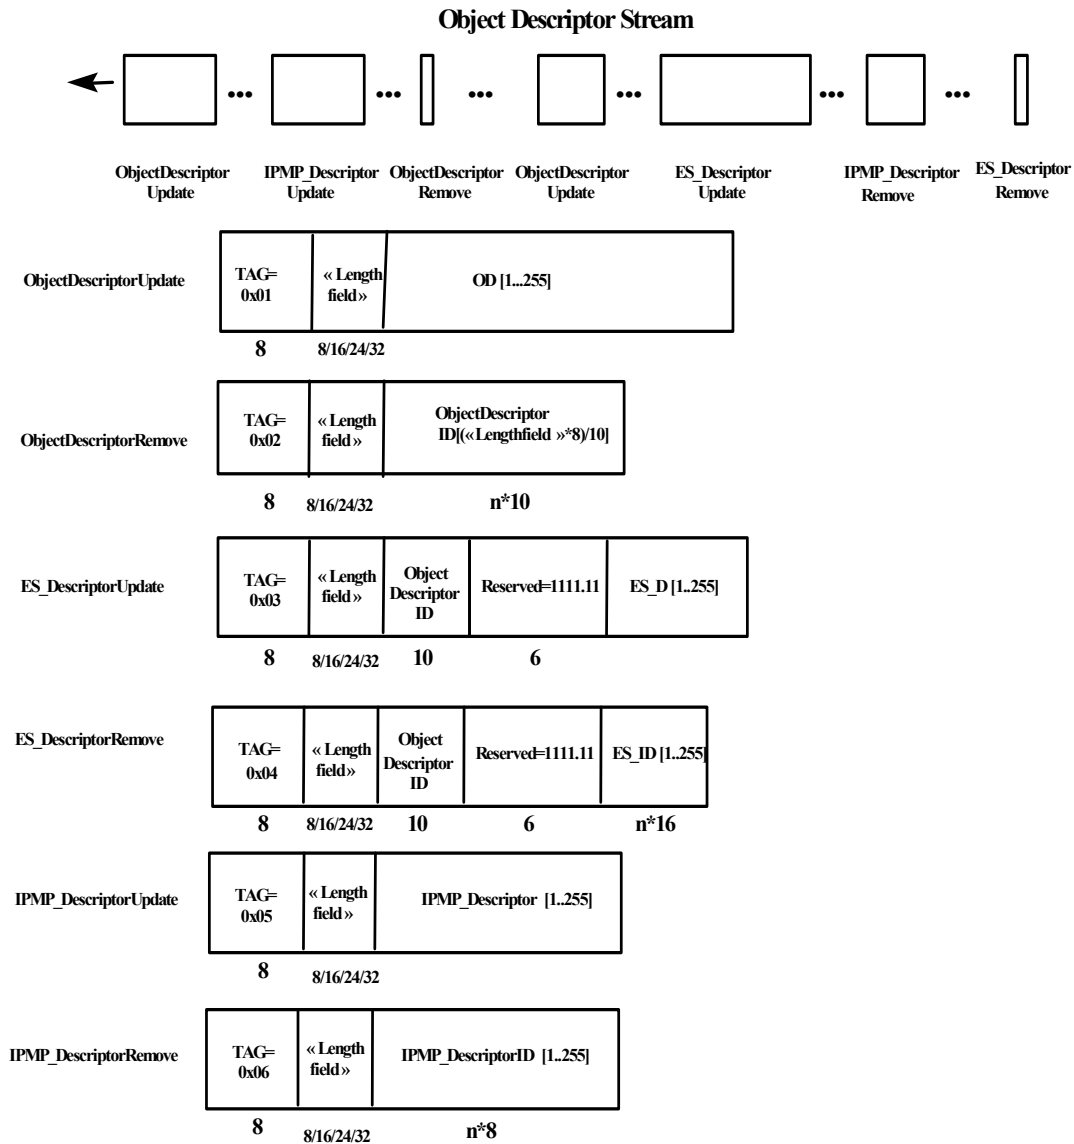 Object Descriptor Stream
••• ••• ••• ••• ••• •••
ObjectDescriptor IPMP_Descriptor ObjectDescriptor ObjectDescriptor ES_Descriptor IPMP_Descriptor ES_Descriptor
Update Update Remove Update Update Remove Remove
ObjectDescriptorUpdate
TAG=
0x01
« Length
field »
OD [1...255]
8 8/16/24/32
ObjectDescriptorRemove
TAG=
0x02
« Length
field »
ObjectDescriptor
ID[(« Lengthfield »*8)/10]
8 8/16/24/32 n*10
ES_DescriptorUpdate
TAG=
0x03
« Length
field »
Object
Descriptor
ID
Reserved=1111.11
ES_D [1..255]
8 8/16/24/32 10 6
ES_DescriptorRemove
TAG=
0x04
« Length
field »
Object
Descriptor
ID
Reserved=1111.11
ES_ID [1..255]
8 8/16/24/32 10 6 n*16
IPMP_DescriptorUpdate
TAG=
0x05
« Length
field »
IPMP_Descriptor [1..255]
8 8/16/24/32
IPMP_DescriptorRemove
TAG=
0x06
« Length
field »
IPMP_DescriptorID [1..255]
8 8/16/24/32 n*8